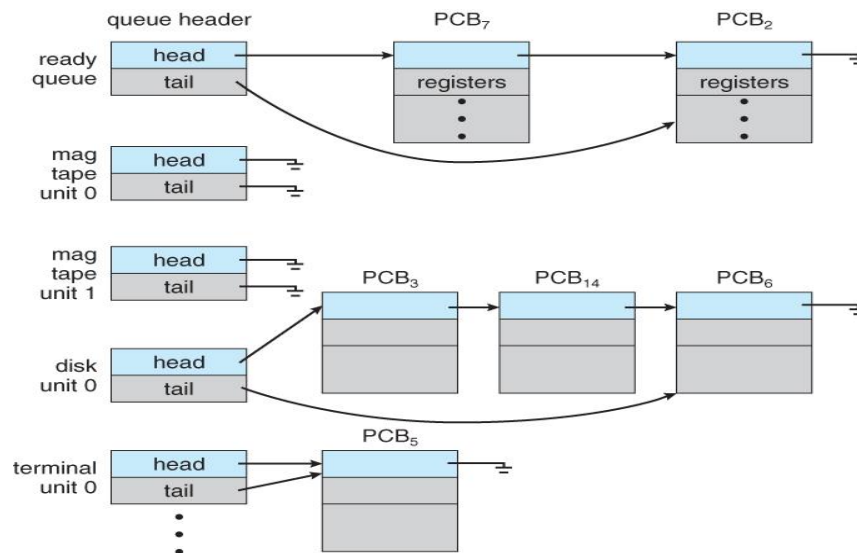 queue header
PCB₇
PCB₂
ready
queue
head
tail
registers
registers
mag
tape
unit 0
head
tail
mag
tape
unit 1
head
tail
PCB₃
PCB₁₄
PCB₆
disk
unit 0
head
tail
PCB₅
terminal
unit 0
head
tail